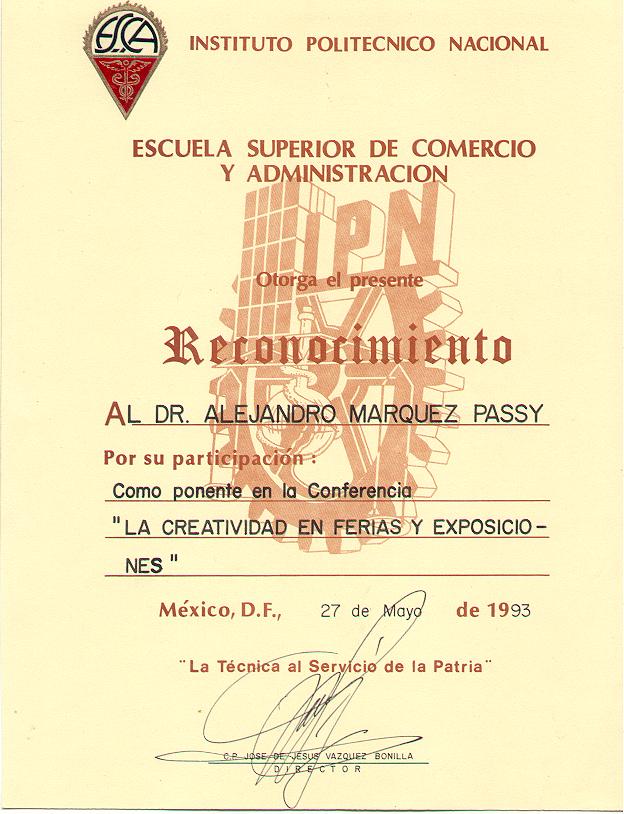 ESCA
INSTITUTO POLITECNICO NACIONAL
ESCUELA SUPERIOR DE COMERCIO
Y ADMINISTRACION
IPN
Otorga el presente
Reconocimiento
AL DR. ALEJANDRO MARQUEZ PASSY
Por su participación :
Como ponente en la Conferencia
"LA CREATIVIDAD EN FERIAS Y EXPOSICIO-
NES"
México, D.F., 27 de Mayo de 1993
"La Técnica al Servicio de la Patria"
C.P. JOSE DE JESUS VAZQUEZ BONILLA
DIRECTOR